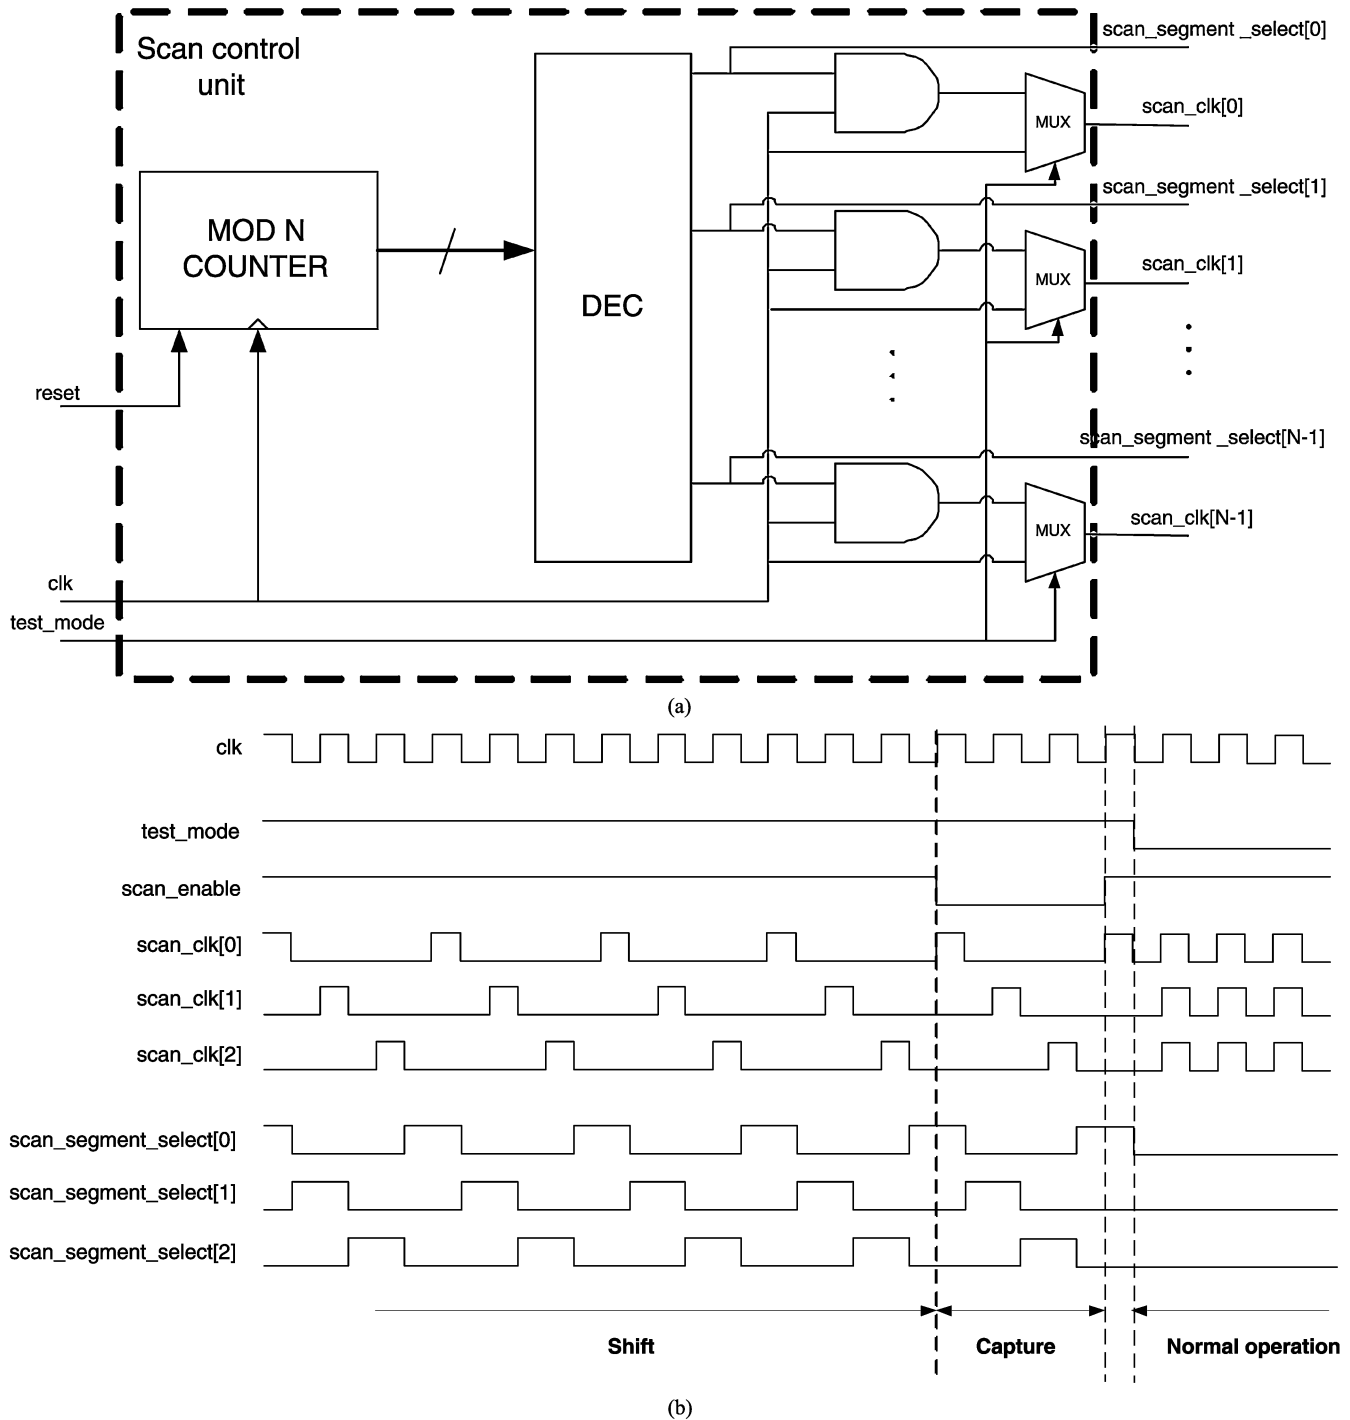 Scan control
unit
scan_segment _select[0]
MUX
scan_clk[0]
scan_segment _select[1]
MOD N
COUNTER
DEC
MUX
scan_clk[1]
reset
scan_segment _select[N-1]
MUX
scan_clk[N-1]
clk
test_mode
(a)
clk
test_mode
scan_enable
scan_clk[0]
scan_clk[1]
scan_clk[2]
scan_segment_select[0]
scan_segment_select[1]
scan_segment_select[2]
Shift
Capture
Normal operation
(b)